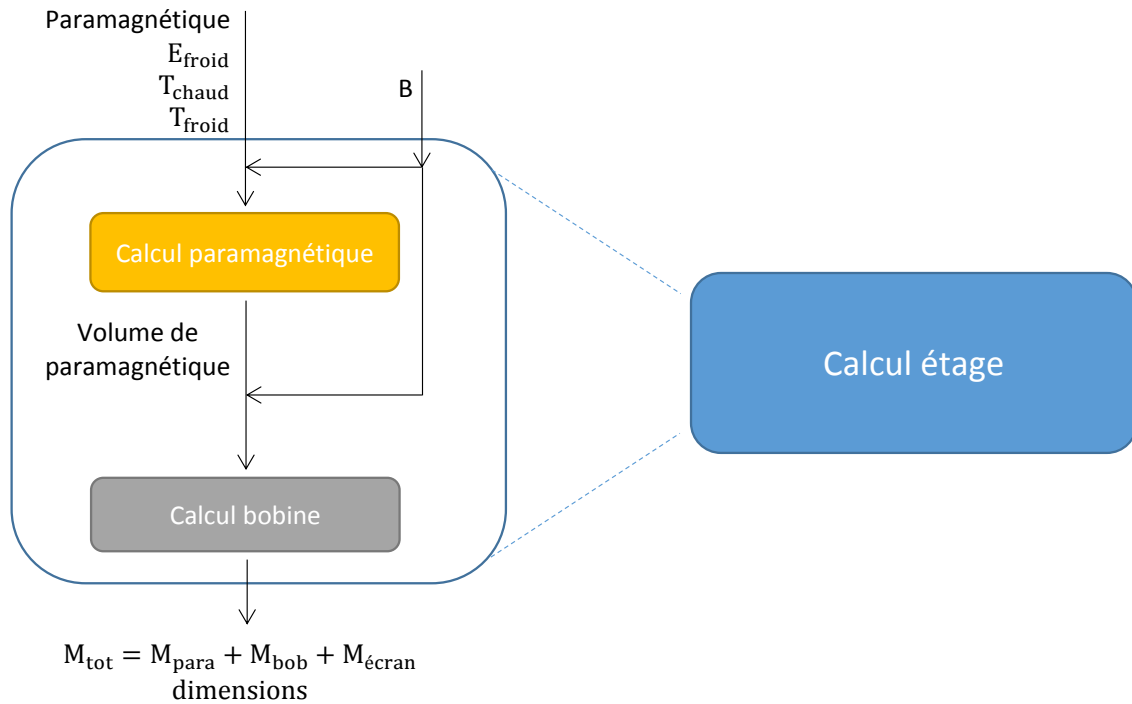 Paramagnétique
E_froid
T_chaud
T_froid
B
Calcul paramagnétique
Volume de
paramagnétique
Calcul bobine
M_tot = M_para + M_bob + M_écran
dimensions
Calcul étage